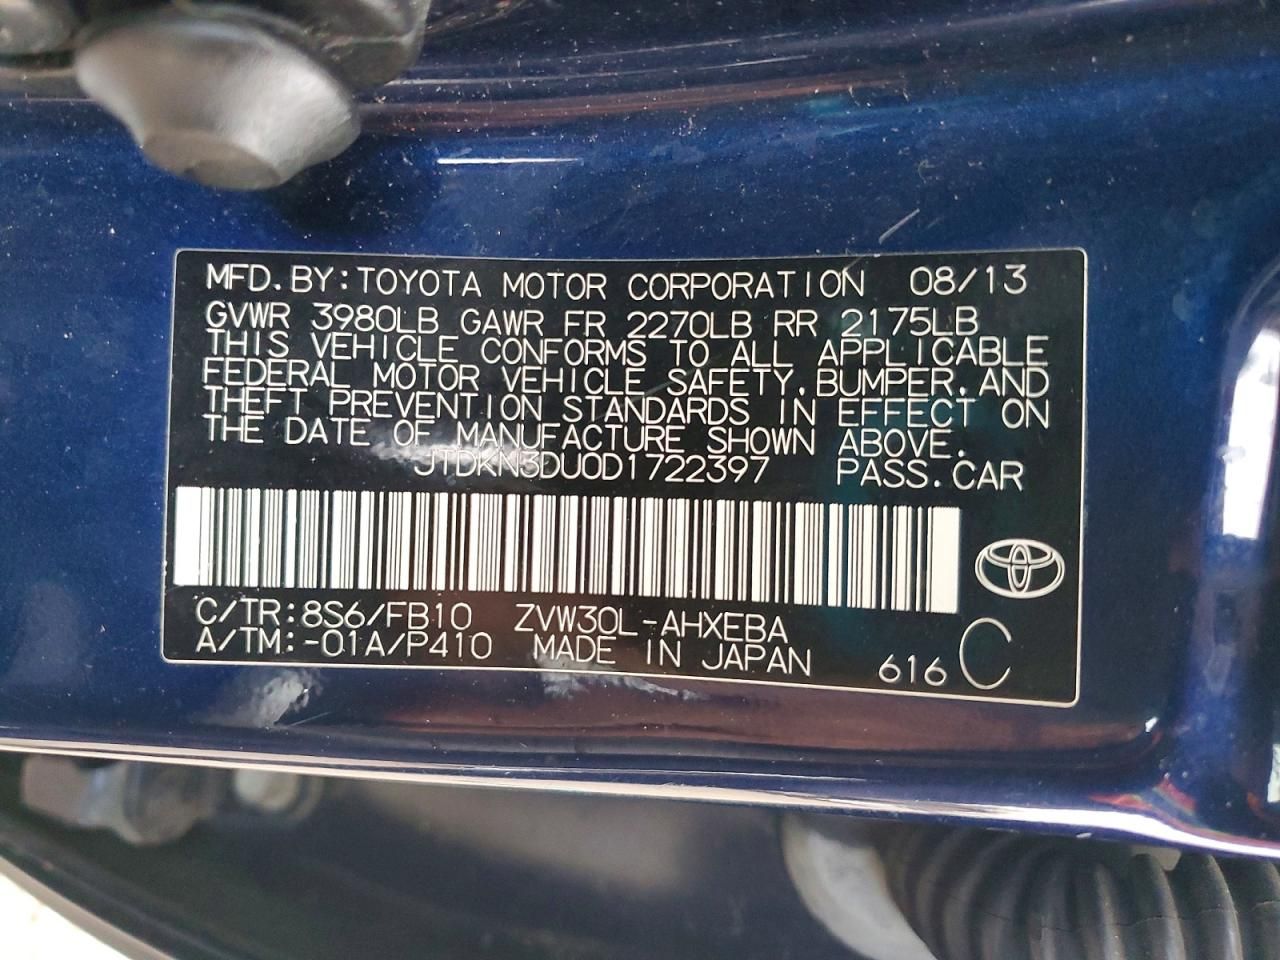 MFD.BY:TOYOTA MOTOR CORPORATION 08/13
GVWR 3980LB GAWR FR 2270LB RR 2175LB
THIS VEHICLE CONFORMS TO ALL APPLICABLE
FEDERAL MOTOR VEHICLE SAFETY,BUMPER,AND
THEFT PREVENTION STANDARDS IN EFFECT ON
THE DATE OF MANUFACTURE SHOWN ABOVE.
JTDKN3DU0D1722397 PASS.CAR
C/TR:8S6/FB10 ZVW30L-AHXEBA
A/TM:-01A/P410 MADE IN JAPAN 616 C